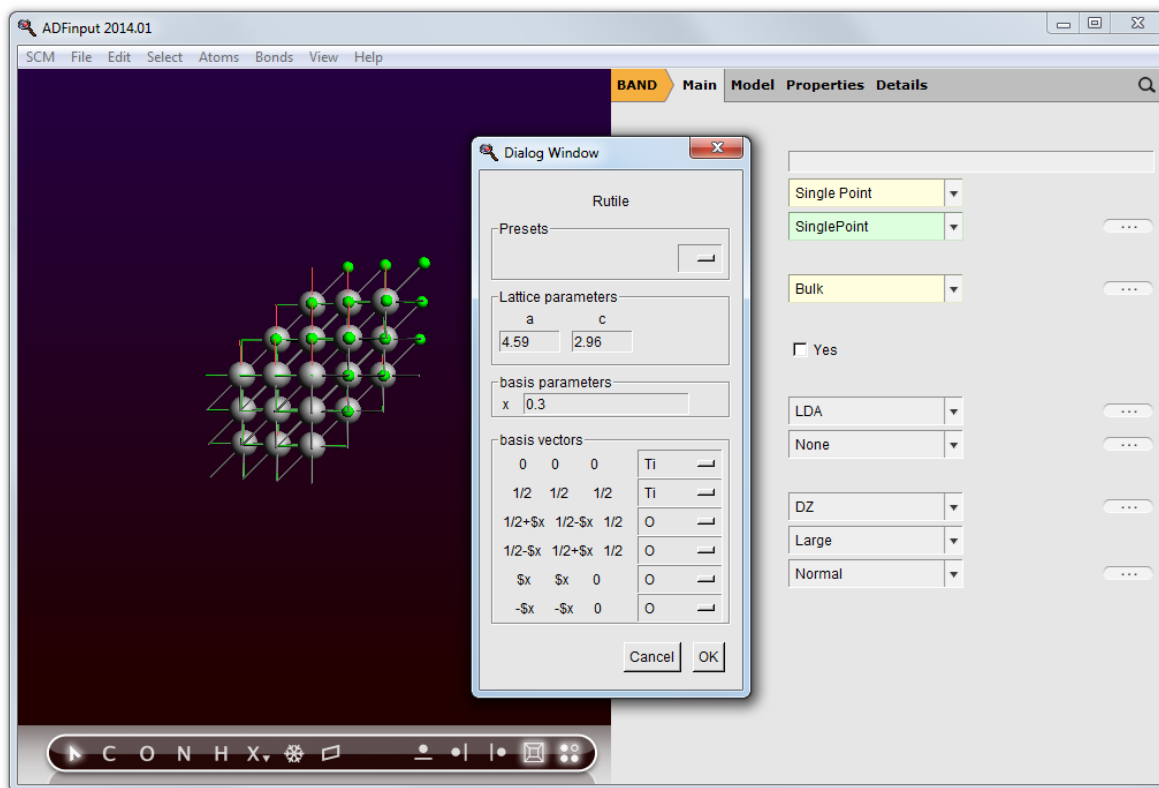 ADFinput 2014.01
SCM File Edit Select Atoms Bonds View Help
BAND Main Model Properties Details
Dialog Window
Rutile
Presets
Lattice parameters
a c
4.59 2.96
basis parameters
x 0.3
basis vectors
0 0 0 Ti
1/2 1/2 1/2 Ti
1/2+$x 1/2-$x 1/2 O
1/2-$x 1/2+$x 1/2 O
$x $x 0 O
-$x -$x 0 O
Cancel OK
Single Point
SinglePoint
...
Bulk
...
Yes
LDA
...
None
...
DZ
...
Large
Normal
...
C O N H X